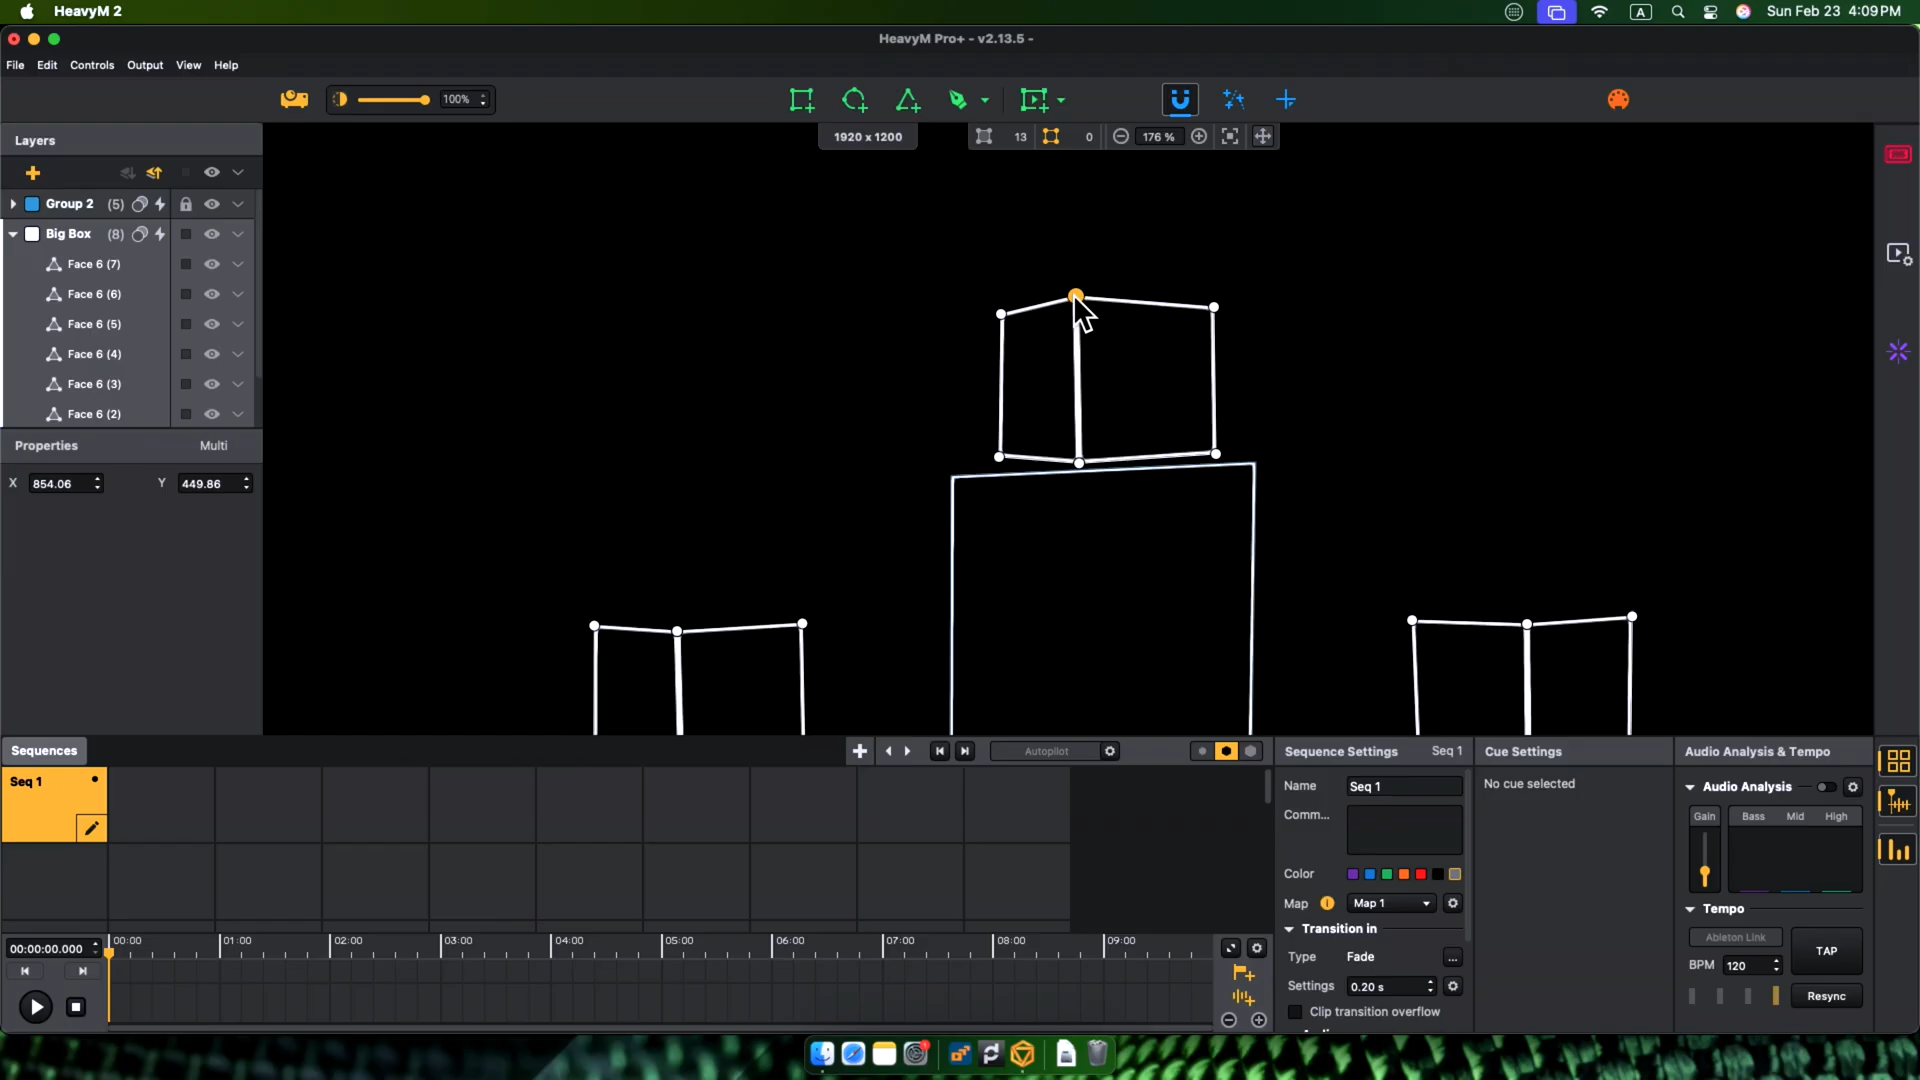 HeavyM 2
A
Sun Feb 23 4:09 PM
HeavyM Pro+ - v2.13.5 -
File Edit Controls Output View Help
100%
1920 x 1200
13
0
176 %
Layers
Group 2 (5)
Big Box (8)
Face 6 (7)
Face 6 (6)
Face 6 (5)
Face 6 (4)
Face 6 (3)
Face 6 (2)
Properties Multi
X 854.06 Y 449.86
Sequences
Autopilot
Seq 1
00:00:00.000
00:00 01:00 02:00 03:00 04:00 05:00 06:00 07:00 08:00 09:00
Sequence Settings Seq 1
Name Seq 1
Comm...
Color
Map Map 1
Transition in
Type Fade ...
Settings 0.20 s
Clip transition overflow
Cue Settings
No cue selected
Audio Analysis & Tempo
Audio Analysis
Gain Bass Mid High
Tempo
Ableton Link
TAP
BPM 120
Resync